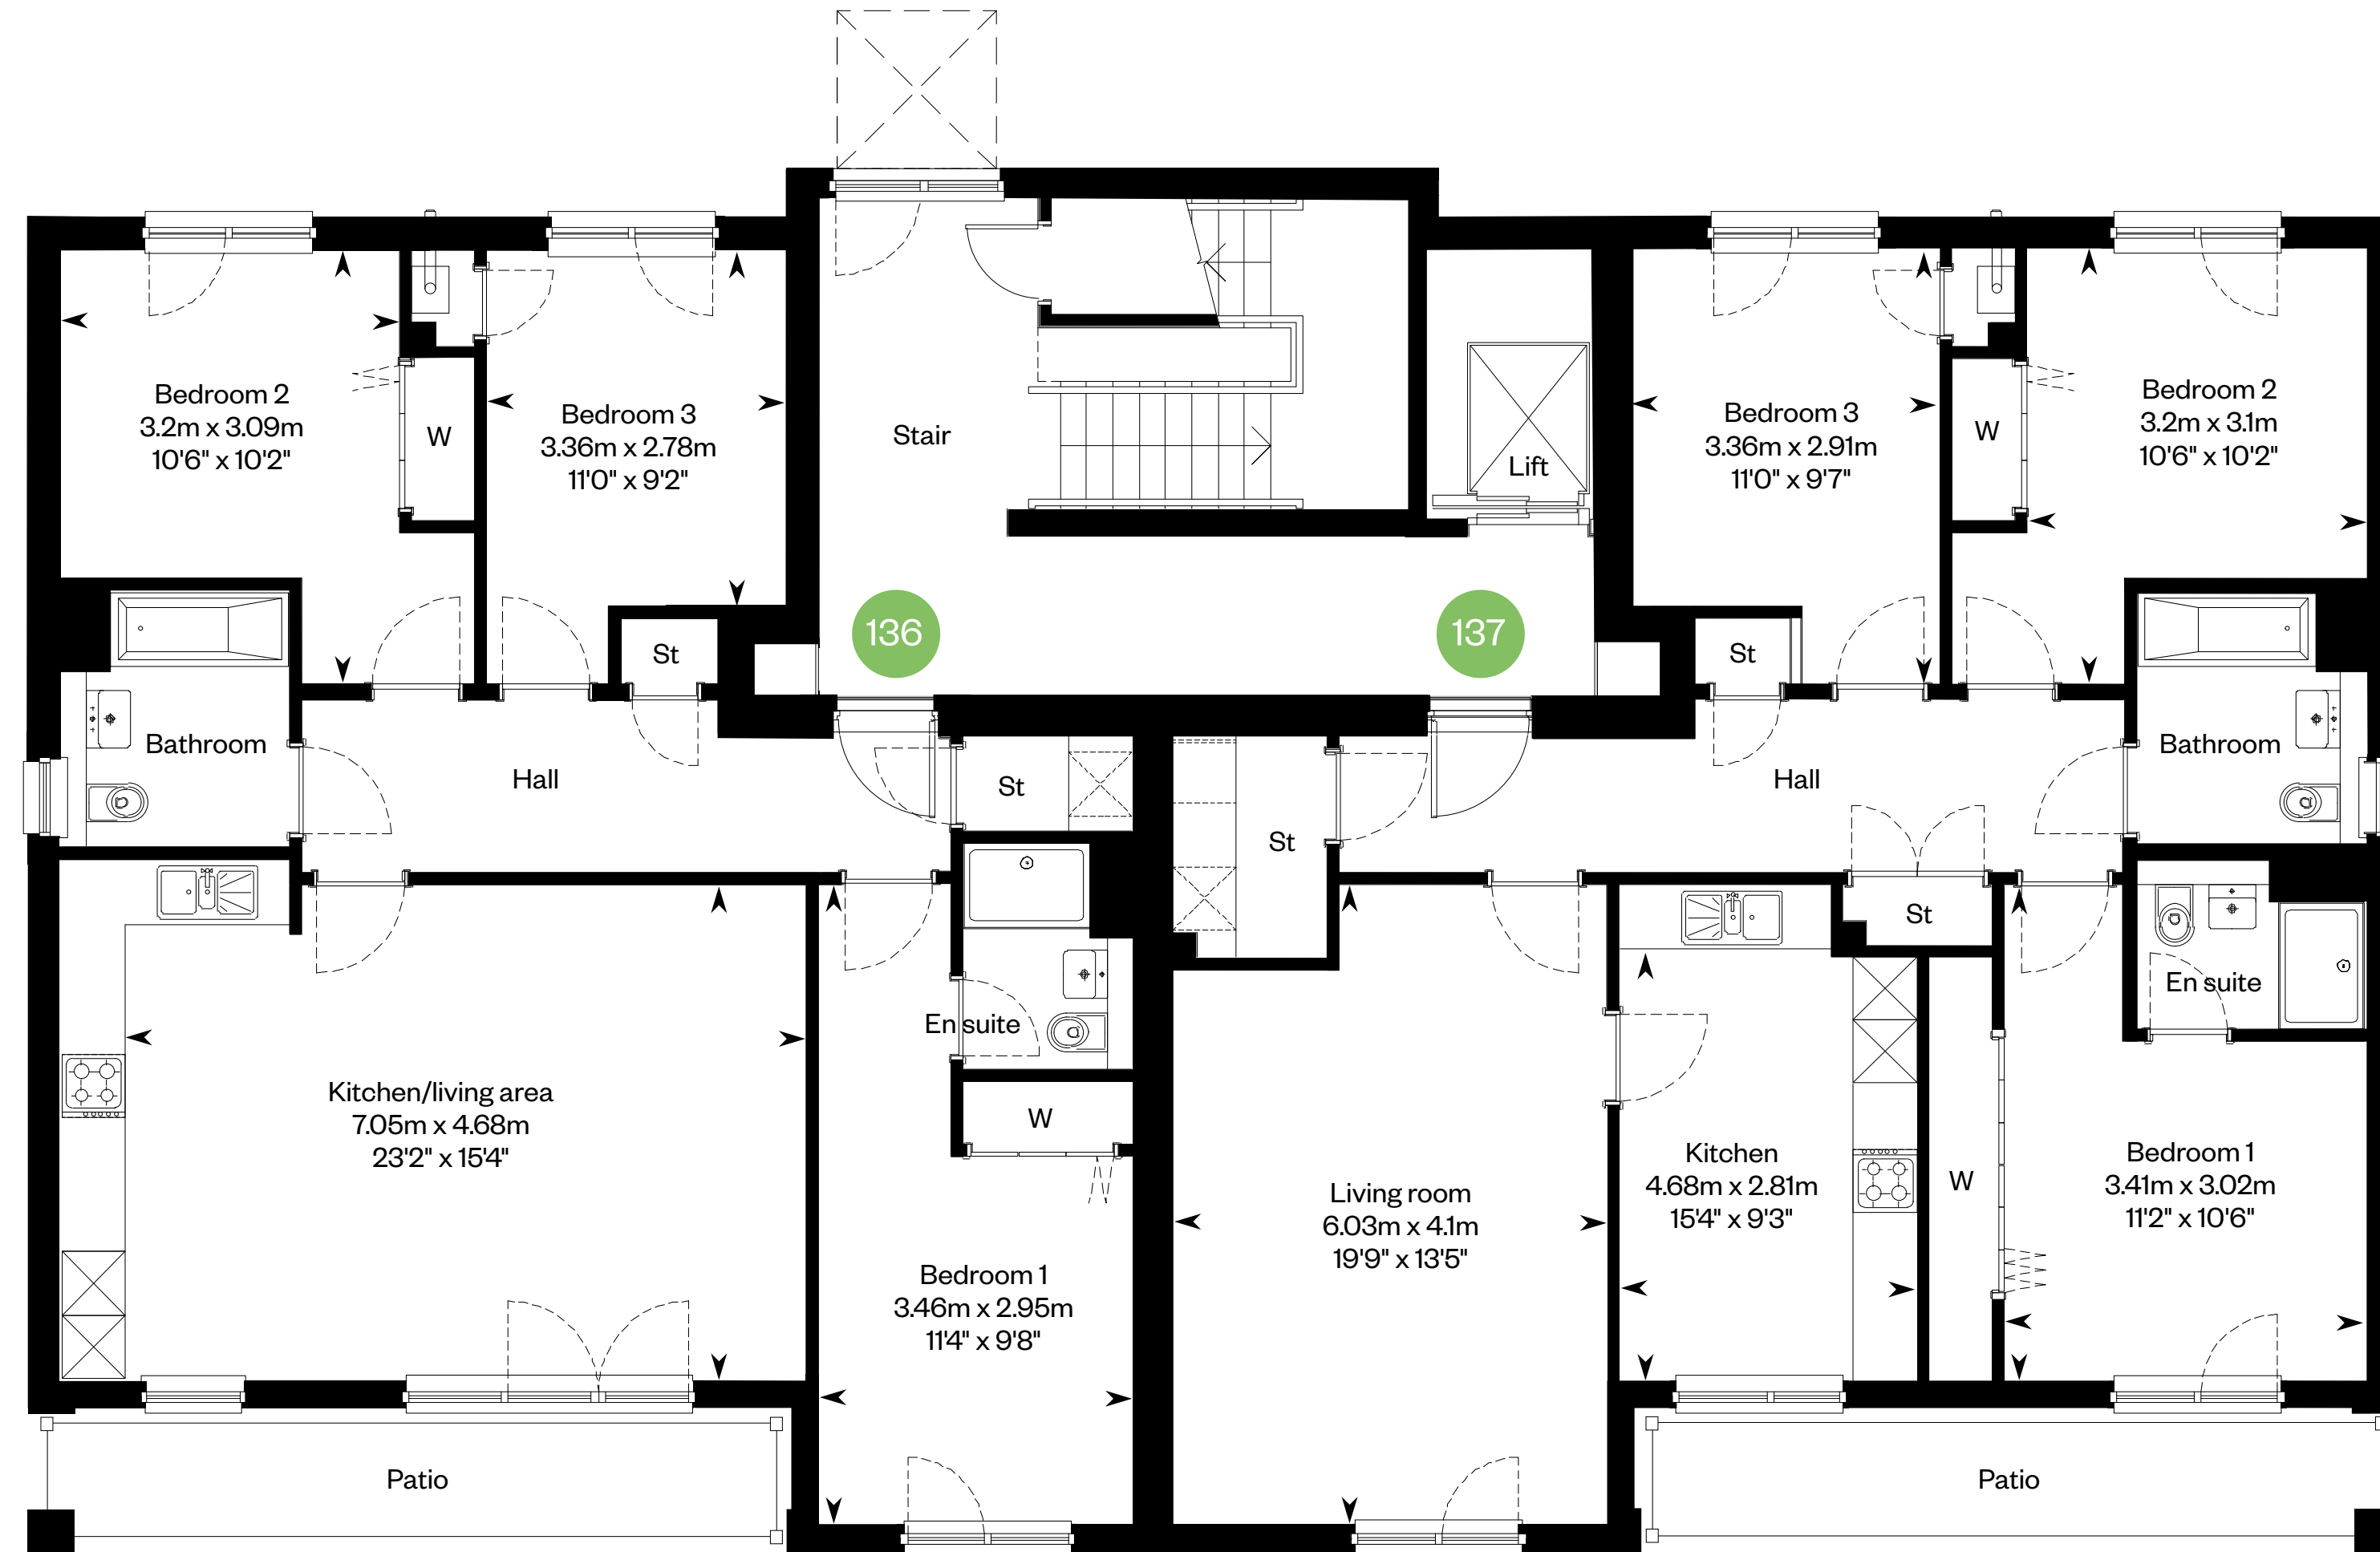 Bedroom 2
3.2m x 3.09m
10'6" x 10'2"
W
Bedroom 3
3.36m x 2.78m
11'0" x 9'2"
Stair
Lift
Bedroom 3
3.36m x 2.91m
11'0" x 9'7"
W
Bedroom 2
3.2m x 3.1m
10'6" x 10'2"
St
136
137
St
Bathroom
Hall
St
St
Hall
Bathroom
St
En suite
En suite
Kitchen/living area
7.05m x 4.68m
23'2" x 15'4"
W
Bedroom 1
3.46m x 2.95m
11'4" x 9'8"
Living room
6.03m x 4.1m
19'9" x 13'5"
Kitchen
4.68m x 2.81m
15'4" x 9'3"
W
Bedroom 1
3.41m x 3.02m
11'2" x 10'6"
Patio
Patio